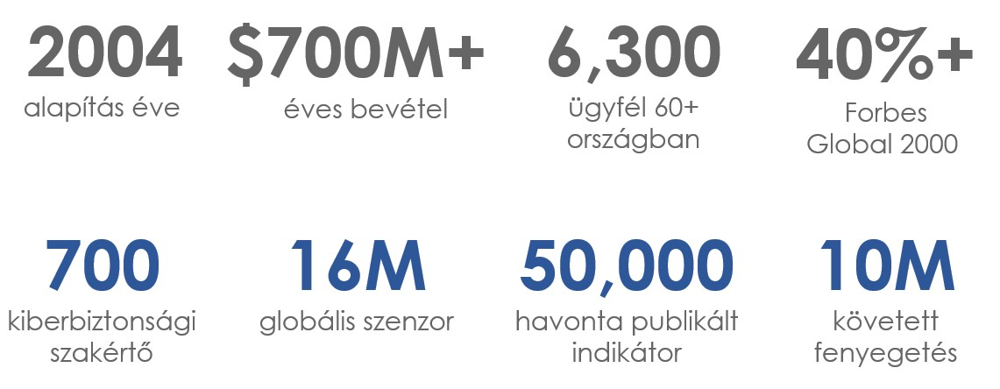 2004
alapítás éve
$700M+
éves bevétel
6,300
ügyfél 60+
országban
40%+
Forbes
Global 2000
700
kiberbiztonsági
szakértő
16M
globális szenzor
50,000
havonta publikált
indikátor
10M
követett
fenyegetés